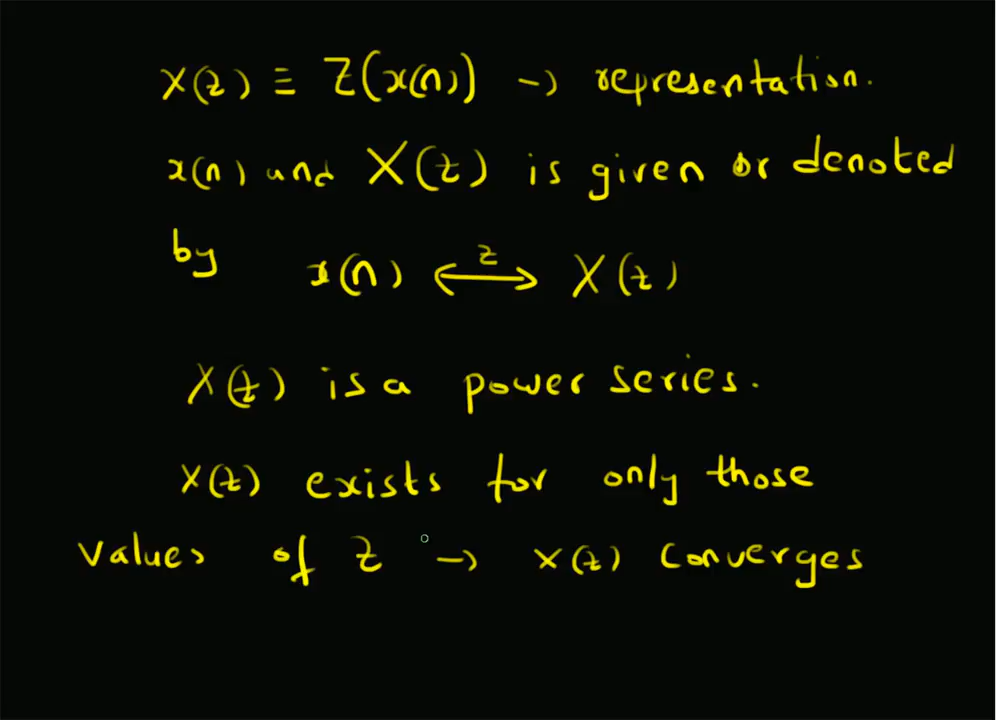 X(z) ≡ Z(x(n)) → representation.
x(n) and X(z) is given or denoted
by x(n) ⟷ z X(z)
X(z) is a power series.
X(z) exists for only those
values of z → X(z) converges